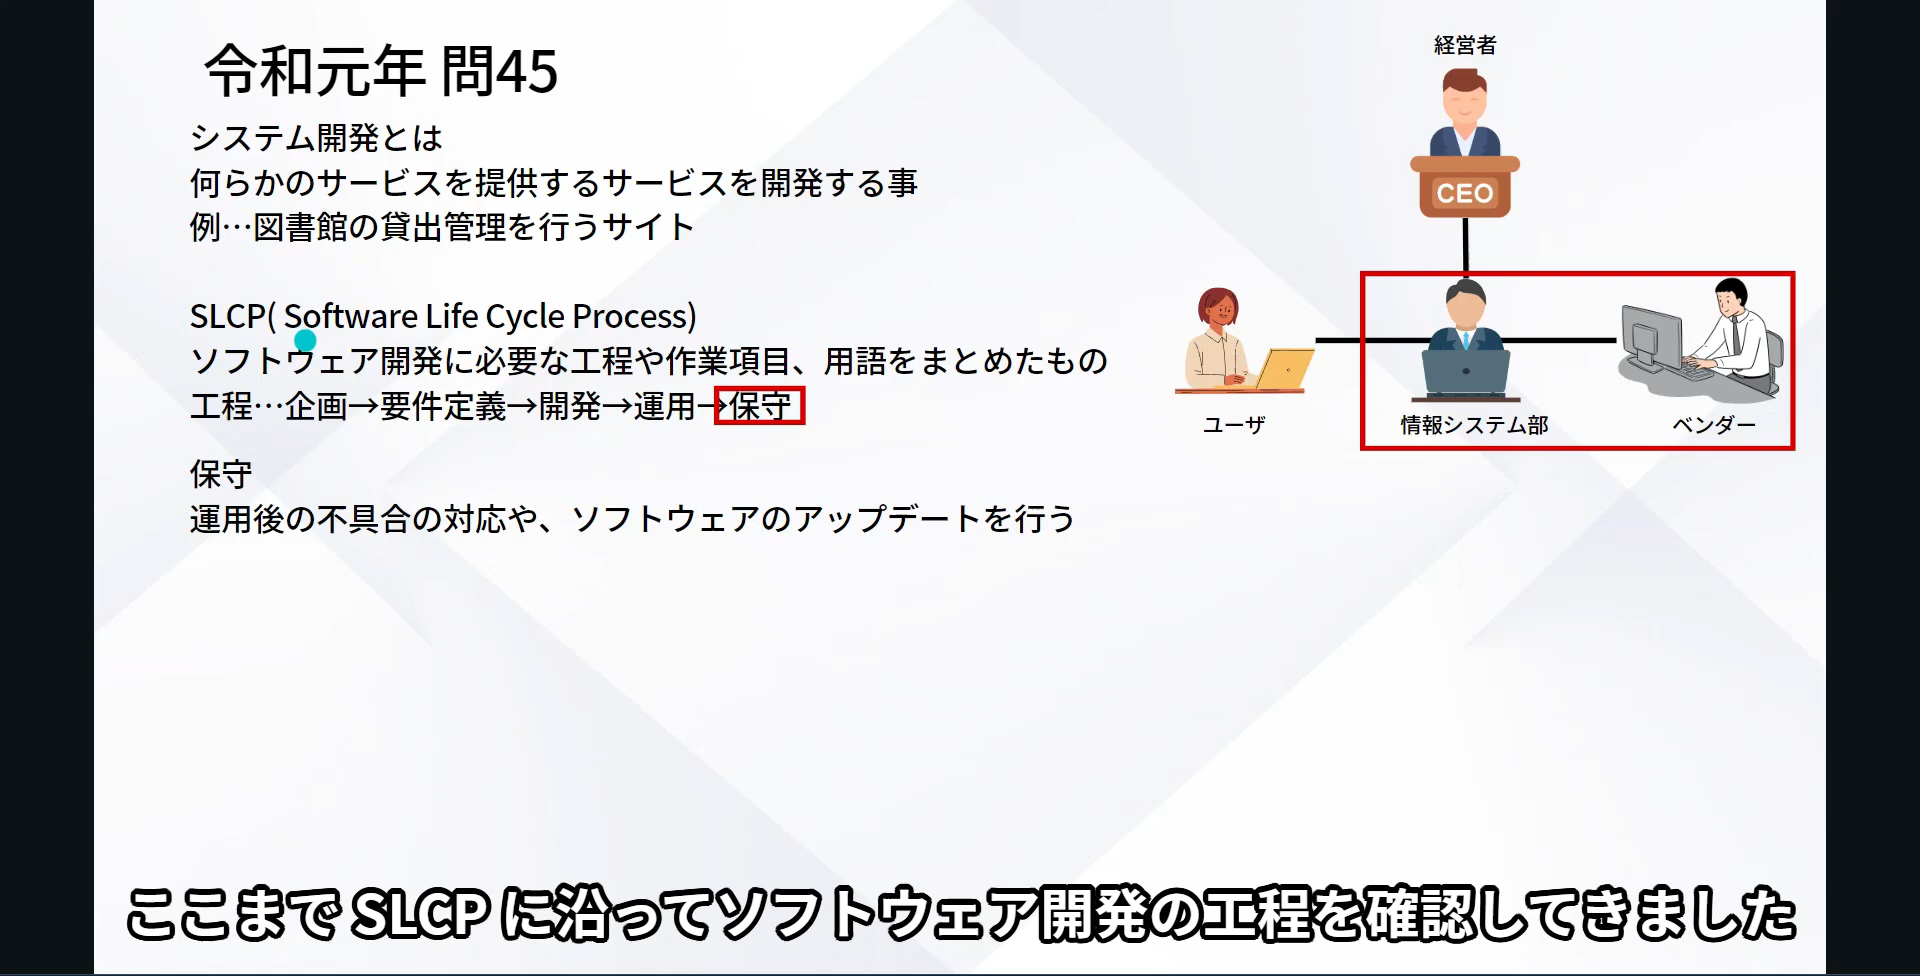 令和元年 問45
システム開発とは
何らかのサービスを提供するサービスを開発する事
例…図書館の貸出管理を行うサイト
SLCP( Software Life Cycle Process)
ソフトウェア開発に必要な工程や作業項目、用語をまとめたもの
工程…企画→要件定義→開発→運用→保守
保守
運用後の不具合の対応や、ソフトウェアのアップデートを行う
経営者
CEO
ユーザ
情報システム部
ベンダー
ここまで SLCP に沿ってソフトウェア開発の工程を確認してきました